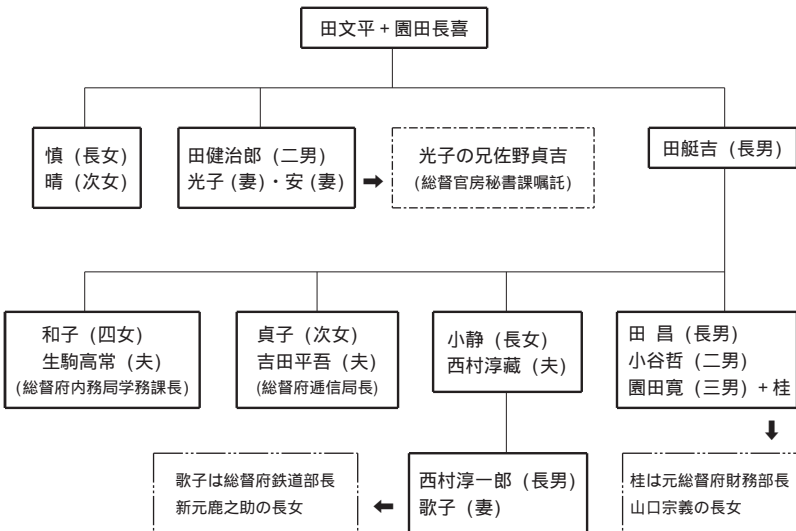 田文平 + 園田長喜
慎 (長女)
晴 (次女)
田健治郎 (二男)
光子 (妻)・安 (妻)
光子の兄佐野貞吉
(総督官房秘書課嘱託)
田艇吉 (長男)
和子 (四女)
生駒高常 (夫)
(総督府内務局学務課長)
貞子 (次女)
吉田平吾 (夫)
(総督府逓信局長)
小静 (長女)
西村淳藏 (夫)
田 昌 (長男)
小谷哲 (二男)
園田寛 (三男) + 桂
歌子は総督府鉄道部長
新元鹿之助の長女
西村淳一郎 (長男)
歌子 (妻)
桂は元総督府財務部長
山口宗義の長女